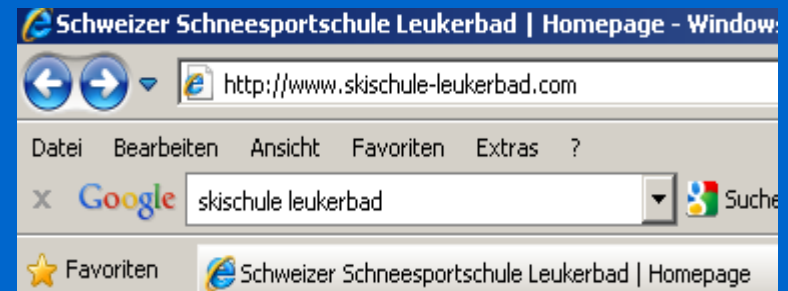 Schweizer Schneesportschule Leukerbad | Homepage - Windows
http://www.skischule-leukerbad.com
Datei Bearbeiten Ansicht Favoriten Extras ?
x Google skischule leukerbad Suche
Favoriten Schweizer Schneesportschule Leukerbad | Homepage